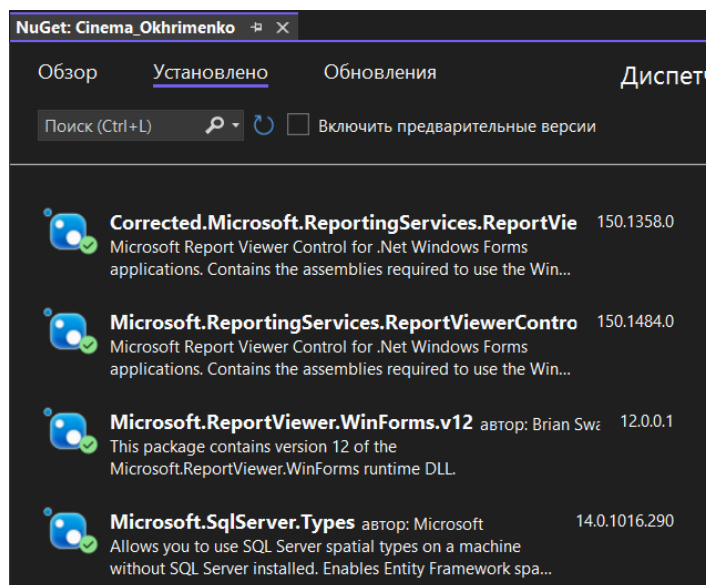 NuGet: Cinema_Okhrimenko
Обзор Установлено Обновления Диспетч
Поиск (Ctrl+L) Включить предварительные версии
Corrected.Microsoft.ReportingServices.ReportVie 150.1358.0
Microsoft Report Viewer Control for .Net Windows Forms
applications. Contains the assemblies required to use the Win...
Microsoft.ReportingServices.ReportViewerContro 150.1484.0
Microsoft Report Viewer Control for .Net Windows Forms
applications. Contains the assemblies required to use the Win...
Microsoft.ReportViewer.WinForms.v12 автор: Brian Swa 12.0.0.1
This package contains version 12 of the
Microsoft.ReportViewer.WinForms runtime DLL.
Microsoft.SqlServer.Types автор: Microsoft 14.0.1016.290
Allows you to use SQL Server spatial types on a machine
without SQL Server installed. Enables Entity Framework spa...